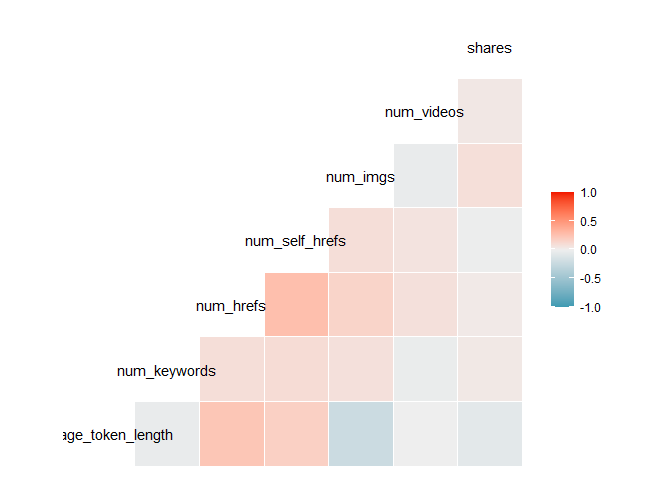 shares
num_videos
num_imgs
num_self_hrefs
num_hrefs
num_keywords
age_token_length
1.0
0.5
0.0
-0.5
-1.0